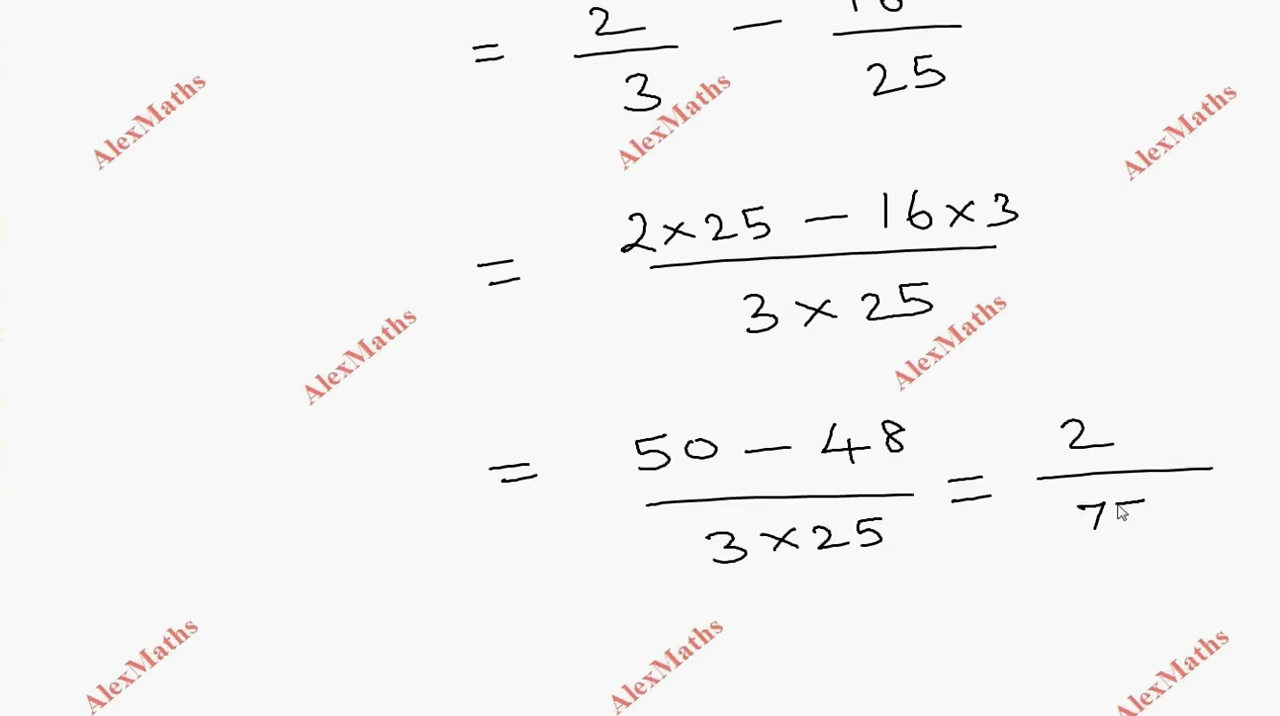 = 2/3 − 16/25
AlexMaths AlexMaths AlexMaths
= (2×25 − 16×3)/(3×25)
AlexMaths AlexMaths
= (50 − 48)/(3×25) = 2/75
AlexMaths AlexMaths AlexMaths